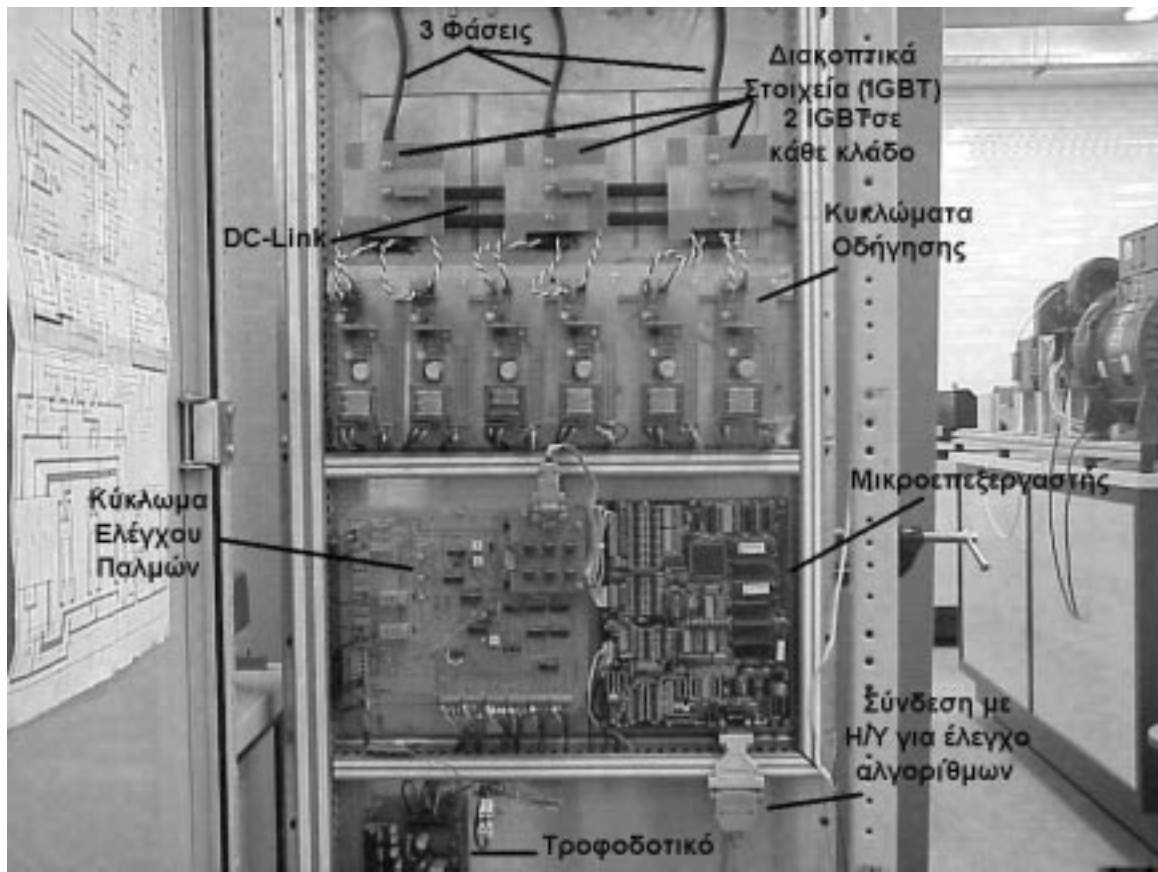 3 Φάσεις
Διακοπτικά
Στοιχεία (IGBT)
2 IGBT σε
κάθε κλάδο
DC-Link
Κυκλώματα
Οδήγησης
Κύκλωμα
Ελέγχου
Παλμών
Μικροεπεξεργαστής
Σύνδεση με
Η/Υ για έλεγχο
αλγορίθμων
Τροφοδοτικό